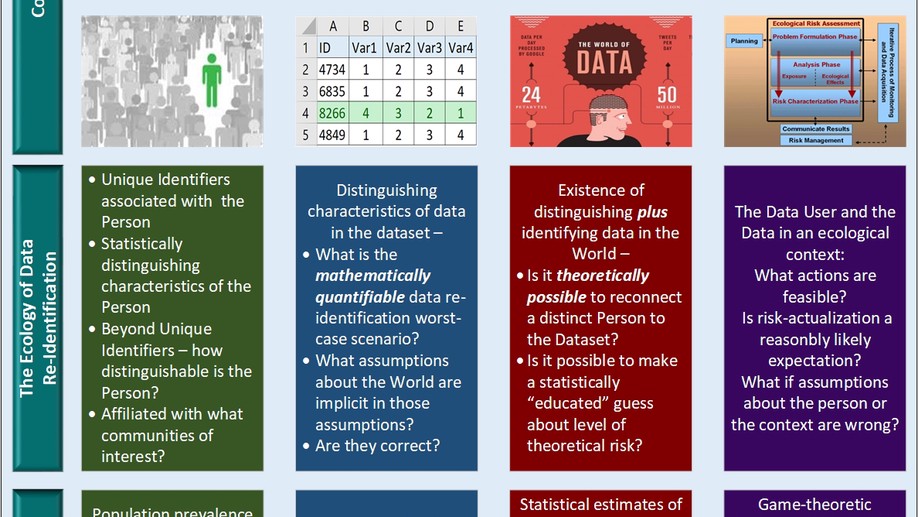 Co
A B C D E
1 ID Var1 Var2 Var3 Var4
2 4734 1 2 3 4
3 6835 1 2 3 4
4 8266 4 3 2 1
5 4849 1 2 3 4
DATA PER
DAY
PROCESSED
BY GOOGLE
THE WORLD OF
DATA
TWEETS
PER
DAY
24
PETABYTES
50
MILLION
Ecological Risk Assessment
Planning
Problem Formulation Phase
Analysis Phase
Exposure
Ecological
Effects
Risk Characterization Phase
Communicate Results
Risk Management
Iterative Process of Monitoring
and Data Acquisition
The Ecology of Data
Re-Identification
• Unique Identifiers
associated with the
Person
• Statistically
distinguishing
characteristics of the
Person
• Beyond Unique
Identifiers – how
distinguishable is the
Person?
• Affiliated with what
communities of
interest?
Distinguishing
characteristics of data
in the dataset –
• What is the
mathematically
quantifiable data re-
identification worst-
case scenario?
• What assumptions
about the World are
implicit in those
assumptions?
• Are they correct?
Existence of
distinguishing plus
identifying data in the
World –
• Is it theoretically
possible to reconnect
a distinct Person to
the Dataset?
• Is it possible to make
a statistically
“educated” guess
about level of
theoretical risk?
The Data User and the
Data in an ecological
context:
What actions are
feasible?
Is risk-actualization a
reasonbly likely
expectation?
What if assumptions
about the person or
the context are wrong?
Population prevalence
Statistical estimates of
Game-theoretic